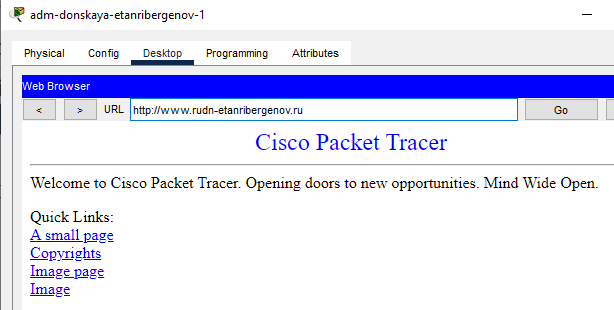 adm-donskaya-etanribergenov-1
Physical Config Desktop Programming Attributes
Web Browser
< > URL http://www.rudn-etanribergenov.ru Go
Cisco Packet Tracer
Welcome to Cisco Packet Tracer. Opening doors to new opportunities. Mind Wide Open.
Quick Links:
A small page
Copyrights
Image page
Image